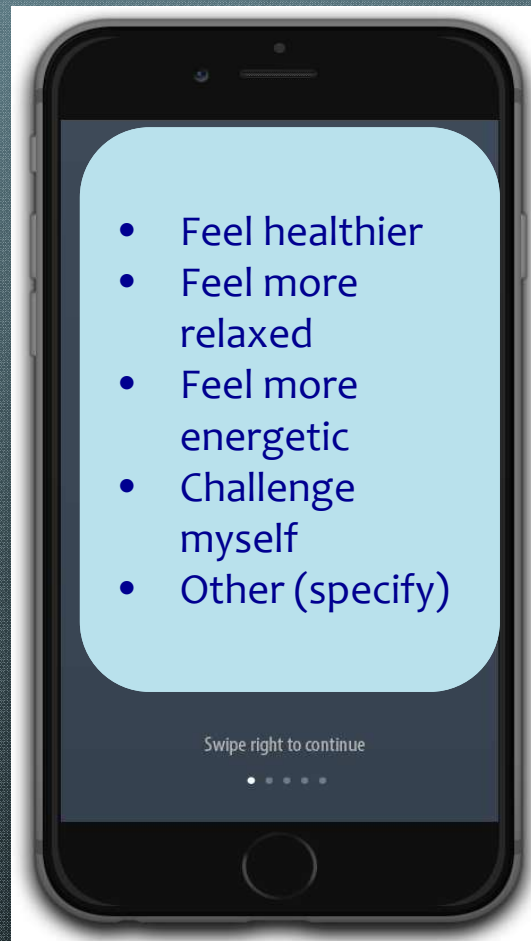 • Feel healthier
• Feel more
relaxed
• Feel more
energetic
• Challenge
myself
• Other (specify)
Swipe right to continue